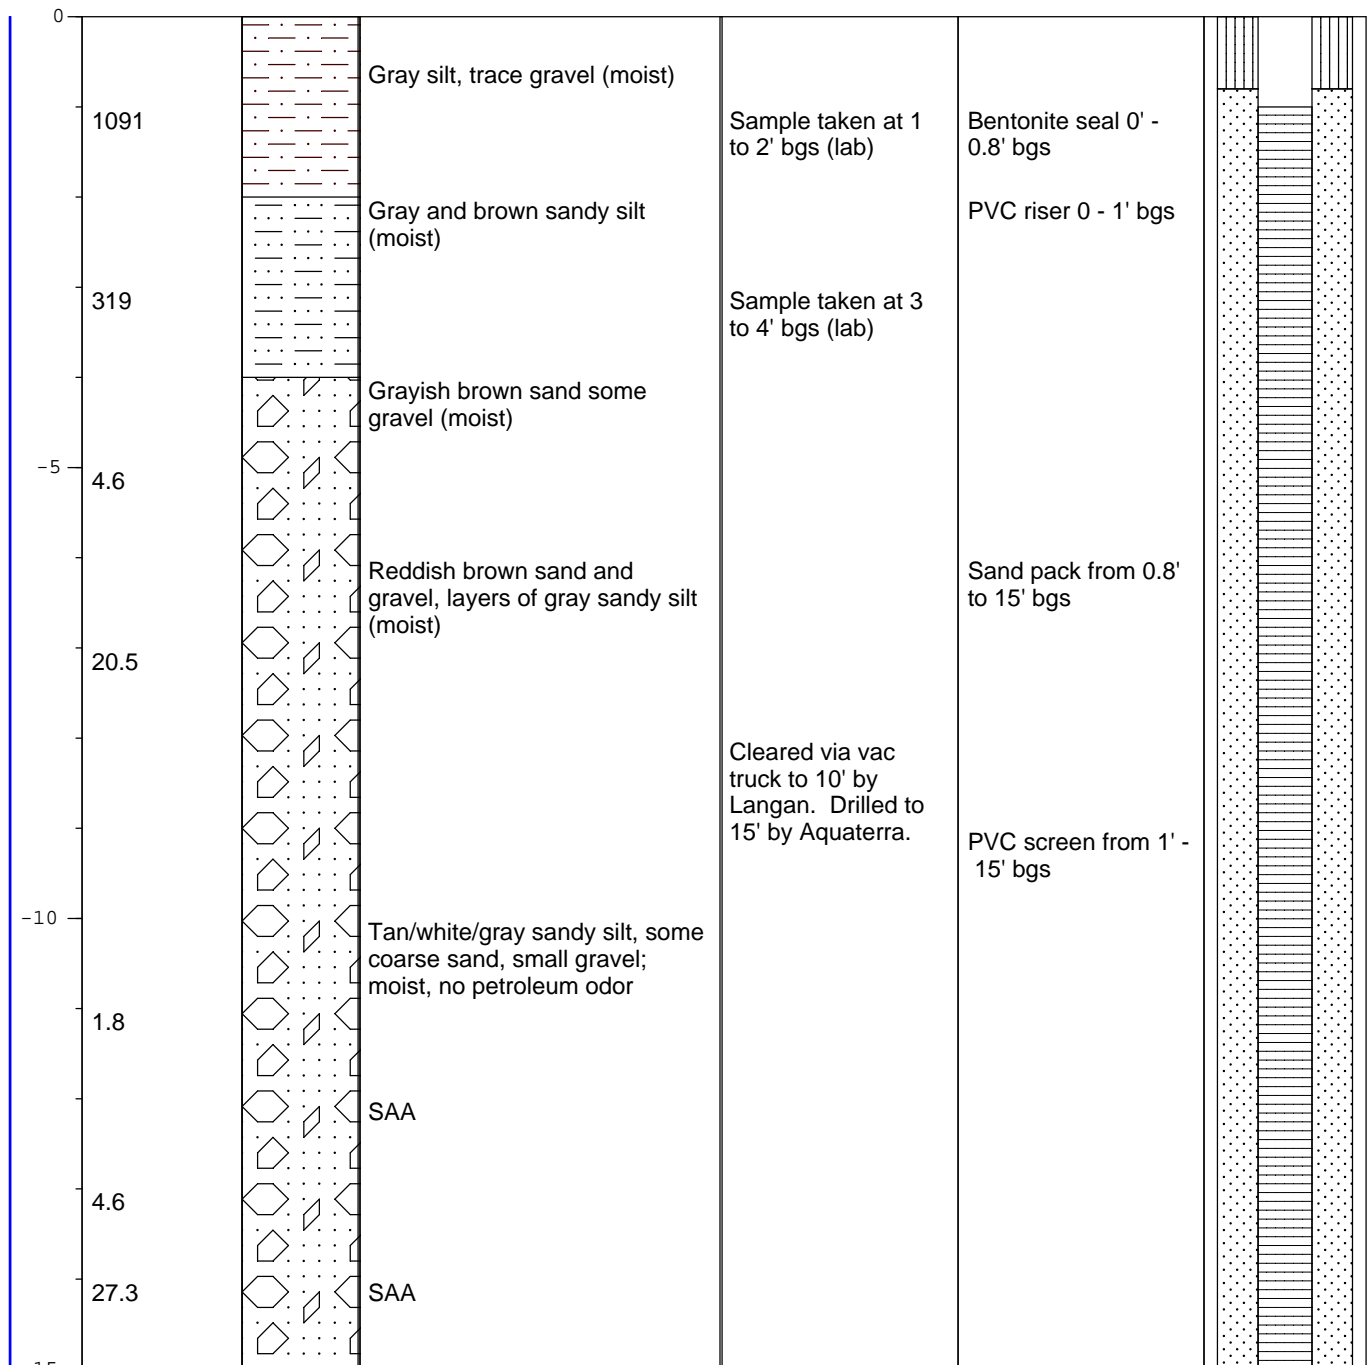 0
Gray silt, trace gravel (moist)
1091
Sample taken at 1
to 2' bgs (lab)
Bentonite seal 0' -
0.8' bgs
Gray and brown sandy silt
(moist)
PVC riser 0 - 1' bgs
319
Sample taken at 3
to 4' bgs (lab)
Grayish brown sand some
gravel (moist)
-5
4.6
Reddish brown sand and
gravel, layers of gray sandy silt
(moist)
Sand pack from 0.8'
to 15' bgs
20.5
Cleared via vac
truck to 10' by
Langan.  Drilled to
15' by Aquaterra.
PVC screen from 1' -
15' bgs
-10
Tan/white/gray sandy silt, some
coarse sand, small gravel;
moist, no petroleum odor
1.8
SAA
4.6
27.3
SAA